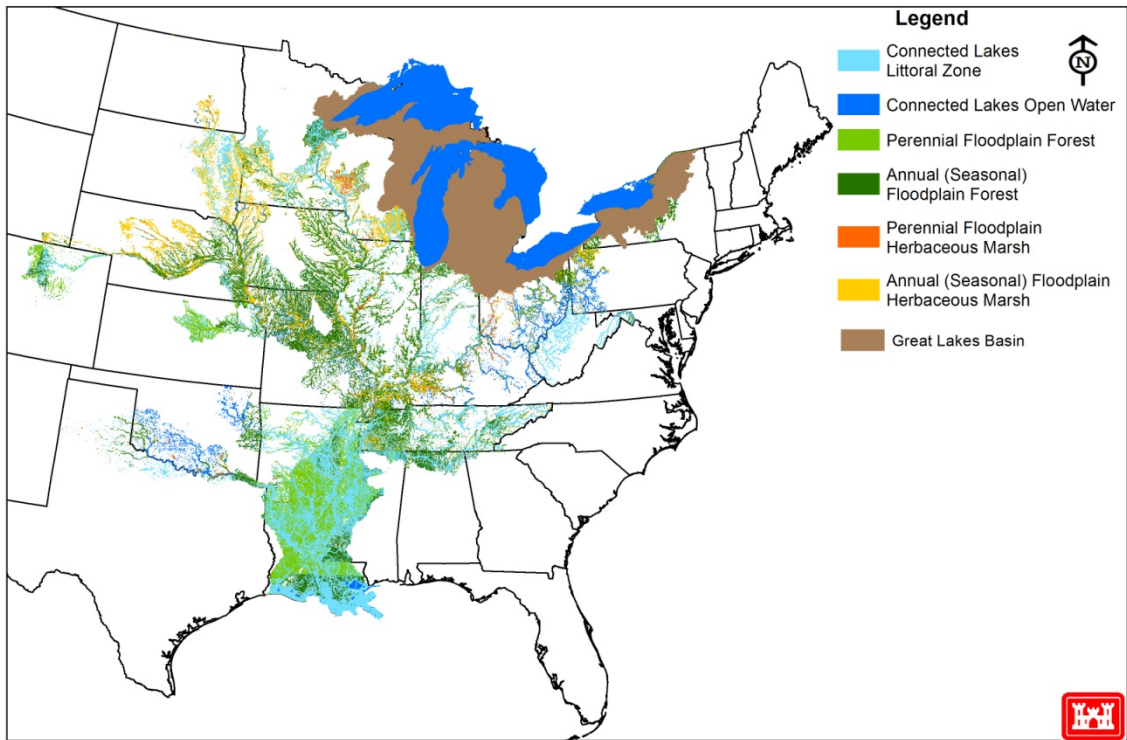 Legend
Connected Lakes
Littoral Zone
N
Connected Lakes Open Water
Perennial Floodplain Forest
Annual (Seasonal)
Floodplain Forest
Perennial Floodplain
Herbaceous Marsh
Annual (Seasonal) Floodplain
Herbaceous Marsh
Great Lakes Basin